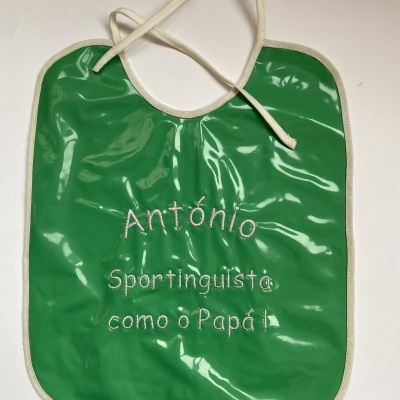 António
Sportinguista
como o Papá!